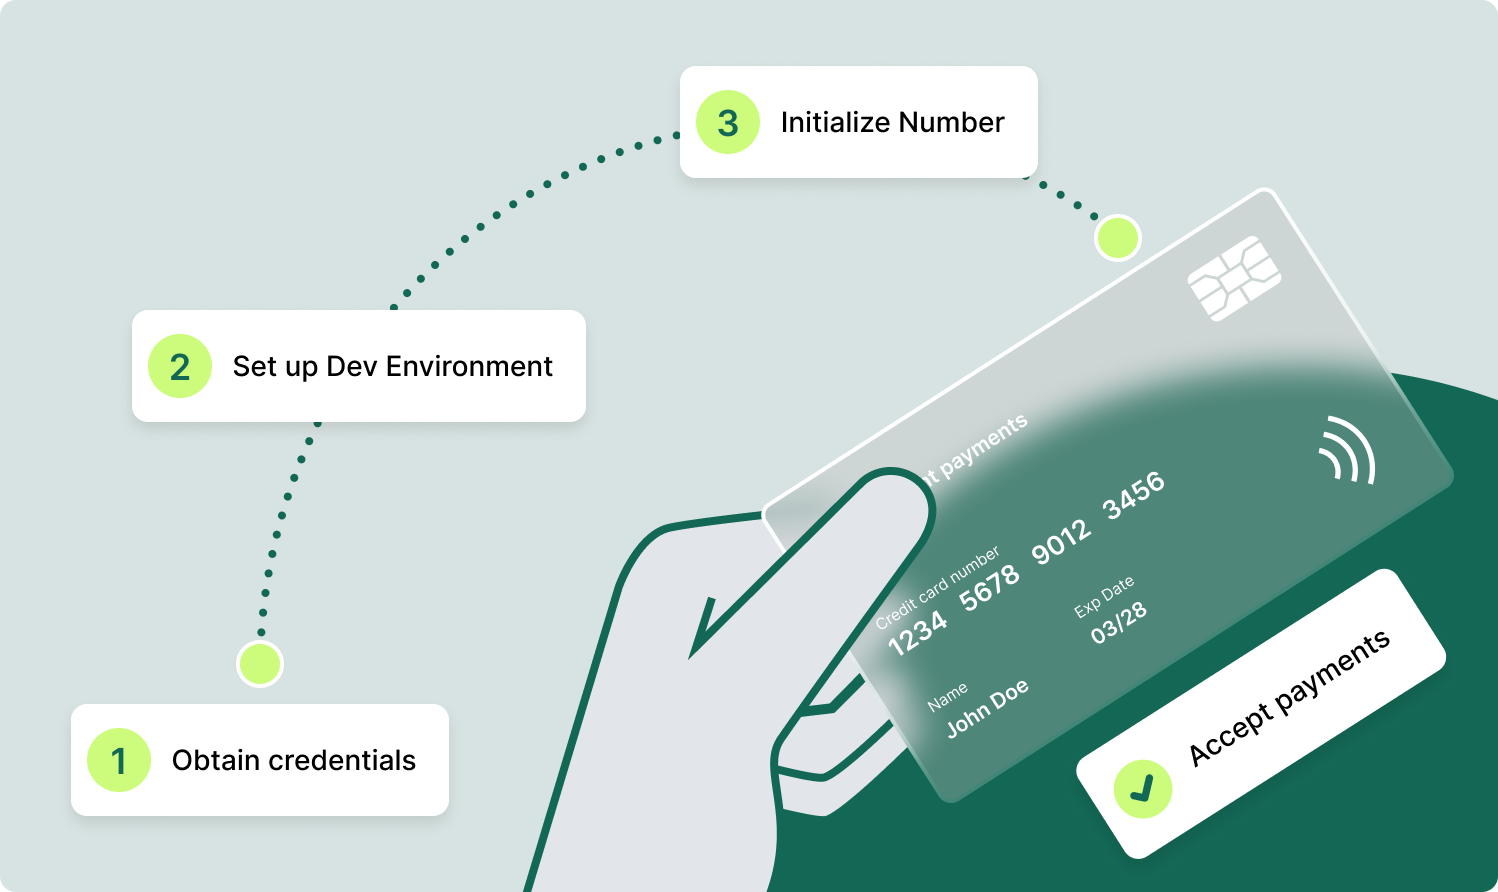 3
Initialize Number
2
Set up Dev Environment
payments
Credit card number
1234 5678 9012 3456
Exp Date
03/28
Name
John Doe
1
Obtain credentials
Accept payments